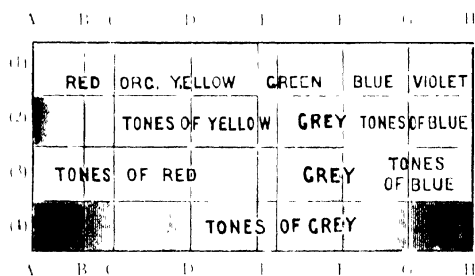 A B C D E F G H
(1) RED ORG. YELLOW GREEN BLUE VIOLET
(2) TONES OF YELLOW GREY TONES OF BLUE
(3) TONES OF RED GREY TONES OF BLUE
(4) TONES OF GREY
A B C D E F G H